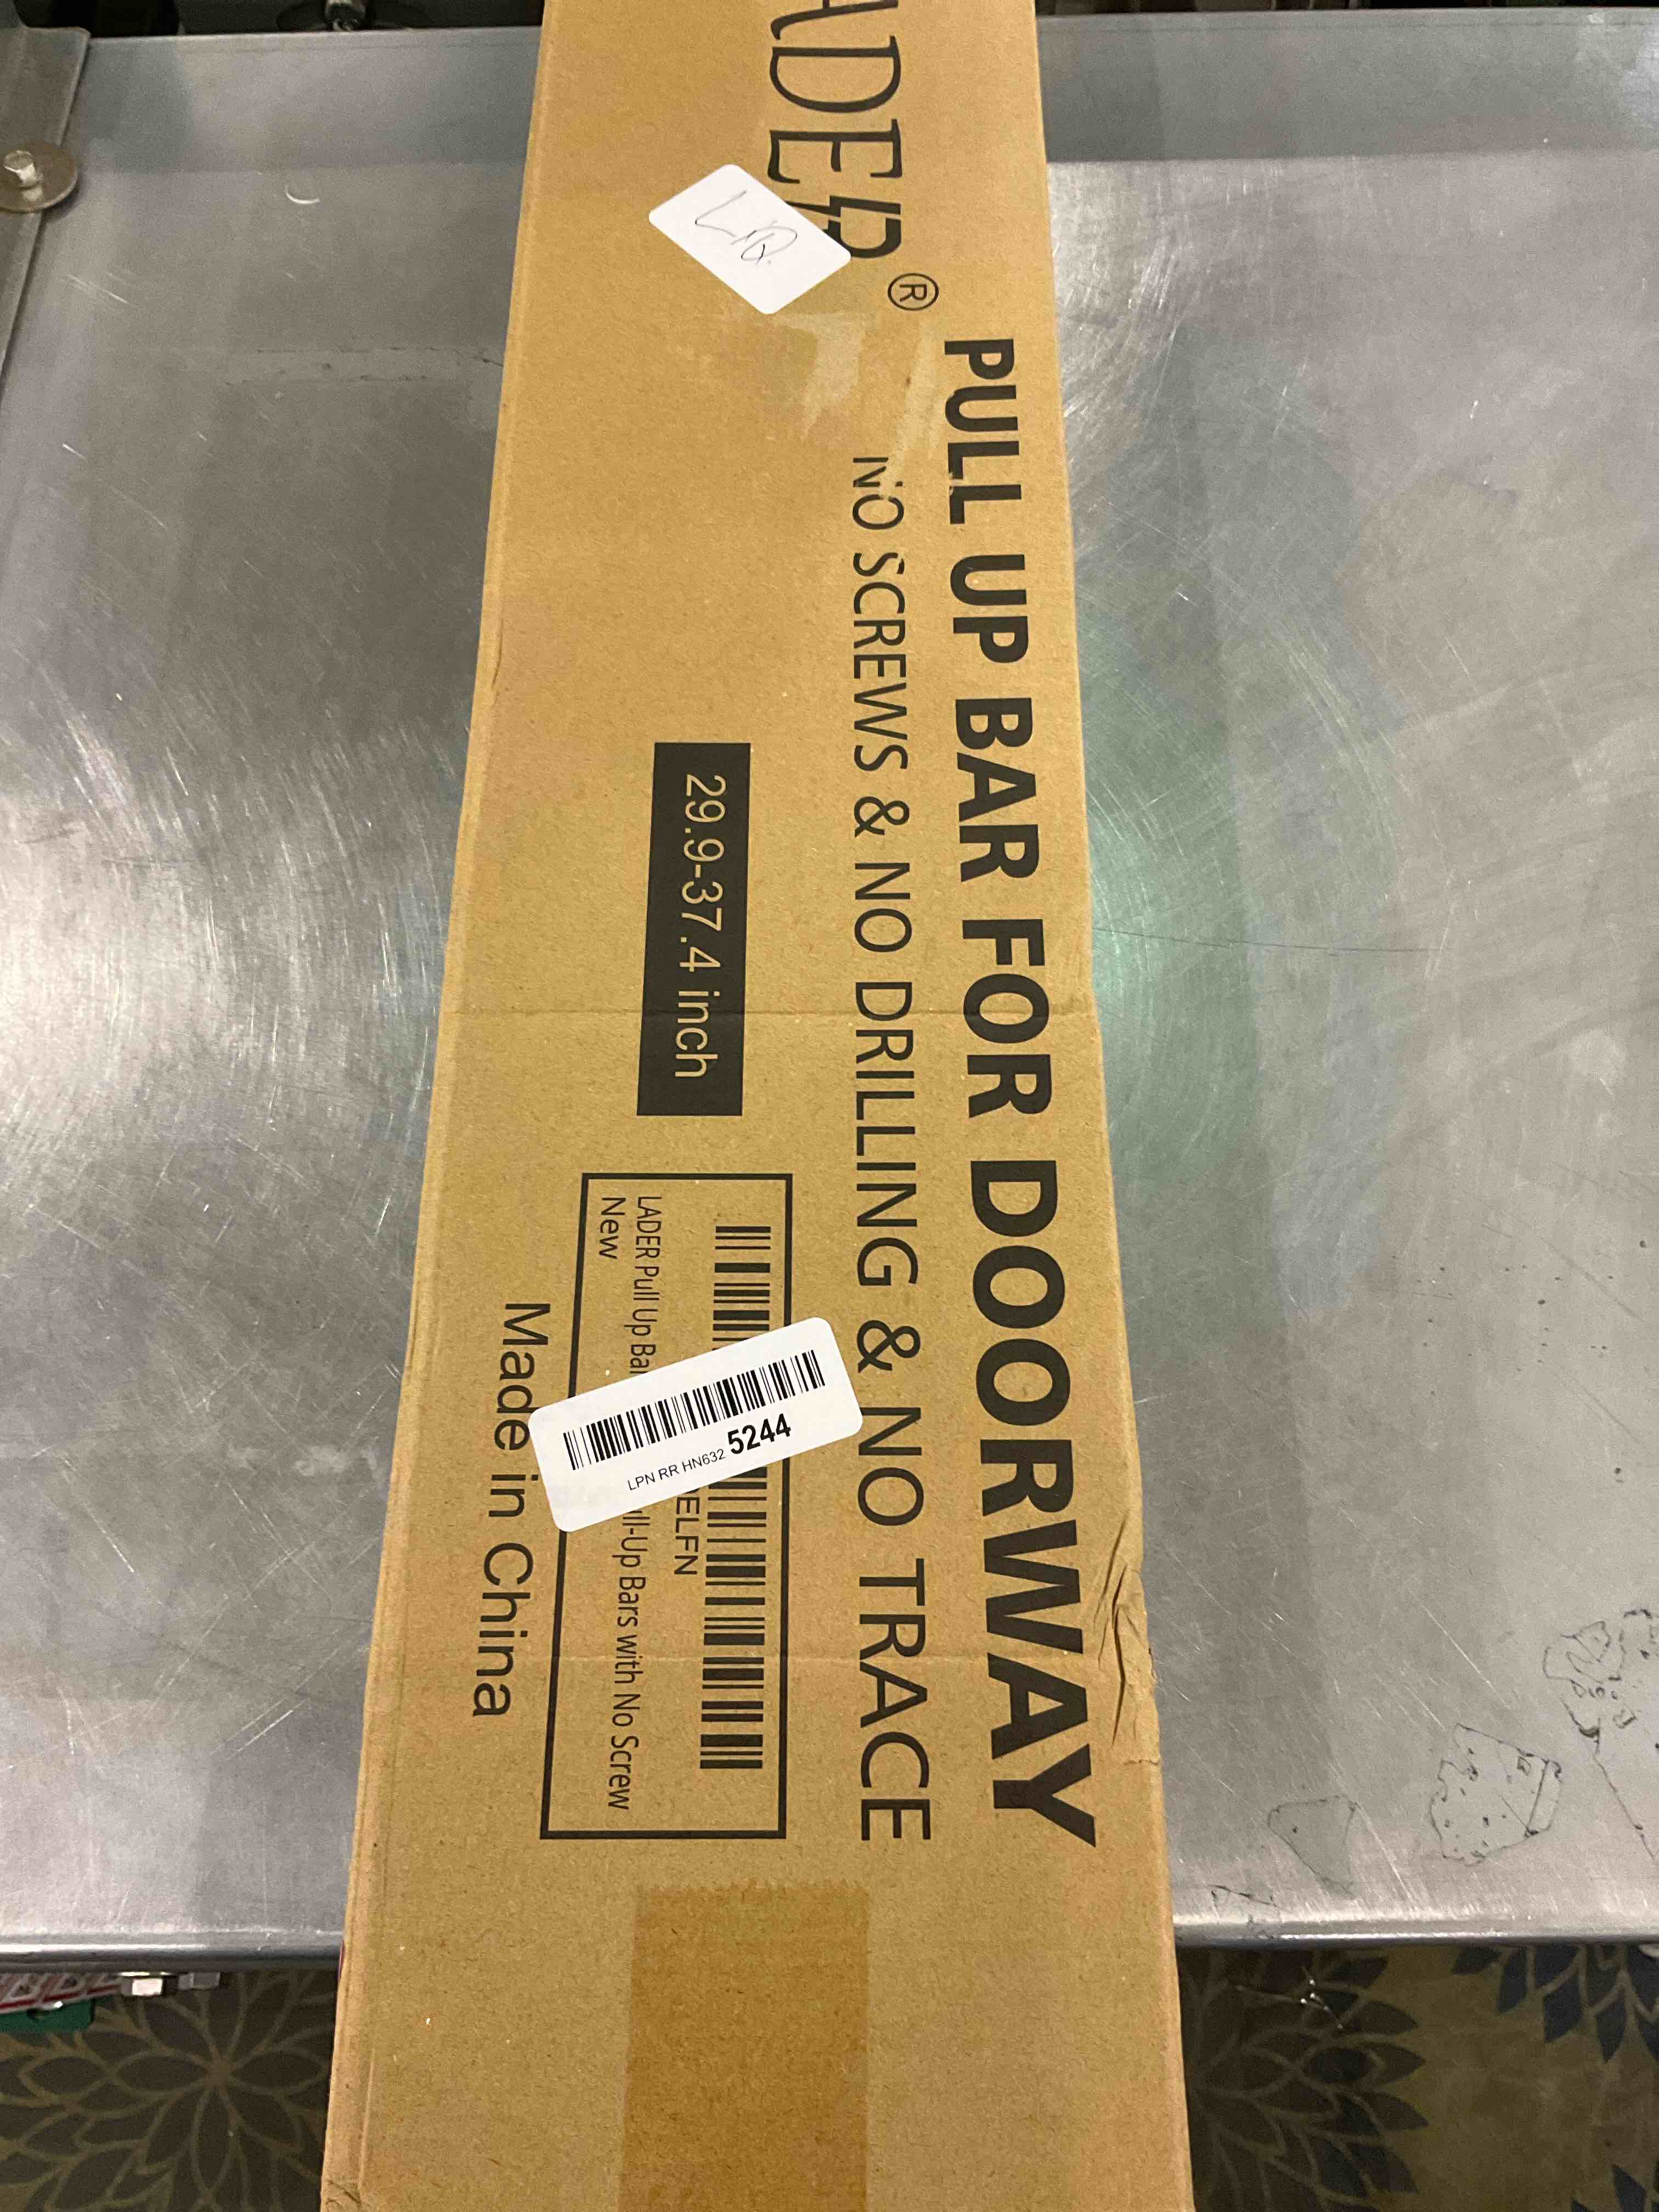 ADER®
PULL UP BAR FOR DOORWAY
NO SCREWS & NO DRILLING & NO TRACE
29.9-37.4 inch
ELFN
LADER Pull Up Ba ll-Up Bars with No Screw
New
LPN RR HN632 5244
Made in China